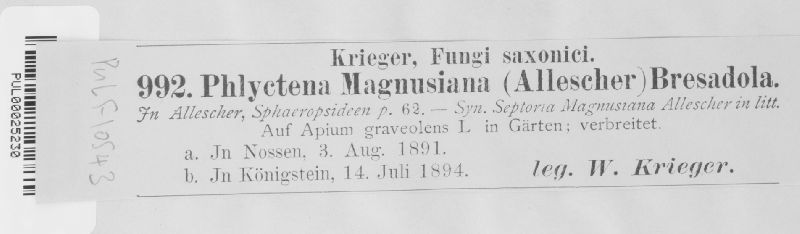 Krieger, Fungi saxonici.
992. Phlyctena Magnusiana (Allescher) Bresadola.
Jn Allescher, Sphaeropsideen p. 62. — Syn. Septoria Magnusiana Allescher in litt.
Auf Apium graveolens L in Gärten; verbreitet.
a. Jn Nossen, 3. Aug. 1891.
b. Jn Königstein, 14. Juli 1894.
leg. W. Krieger.
PUL00025230
PUL F10543